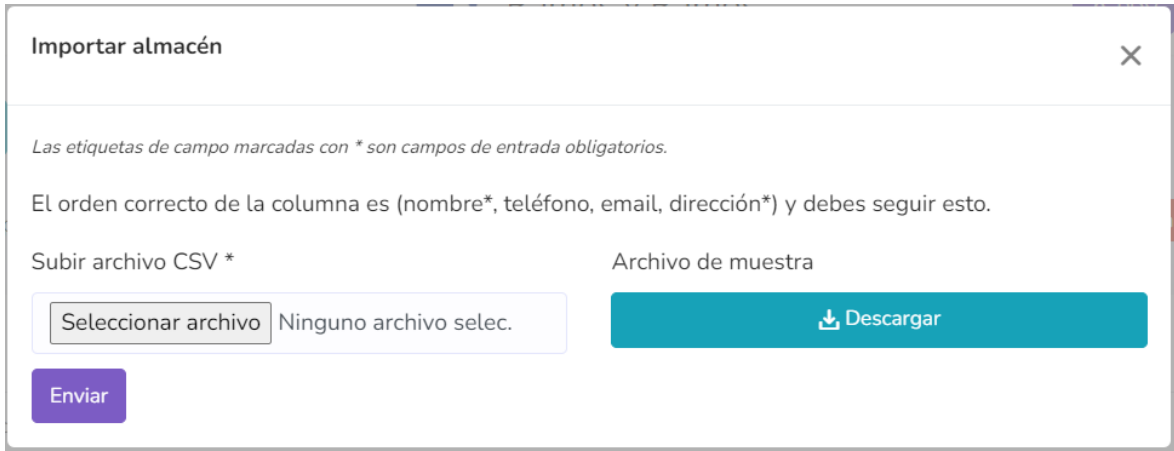 Importar almacén
Las etiquetas de campo marcadas con * son campos de entrada obligatorios.
El orden correcto de la columna es (nombre*, teléfono, email, dirección*) y debes seguir esto.
Subir archivo CSV *
Archivo de muestra
Seleccionar archivo Ninguno archivo selec.
Descargar
Enviar